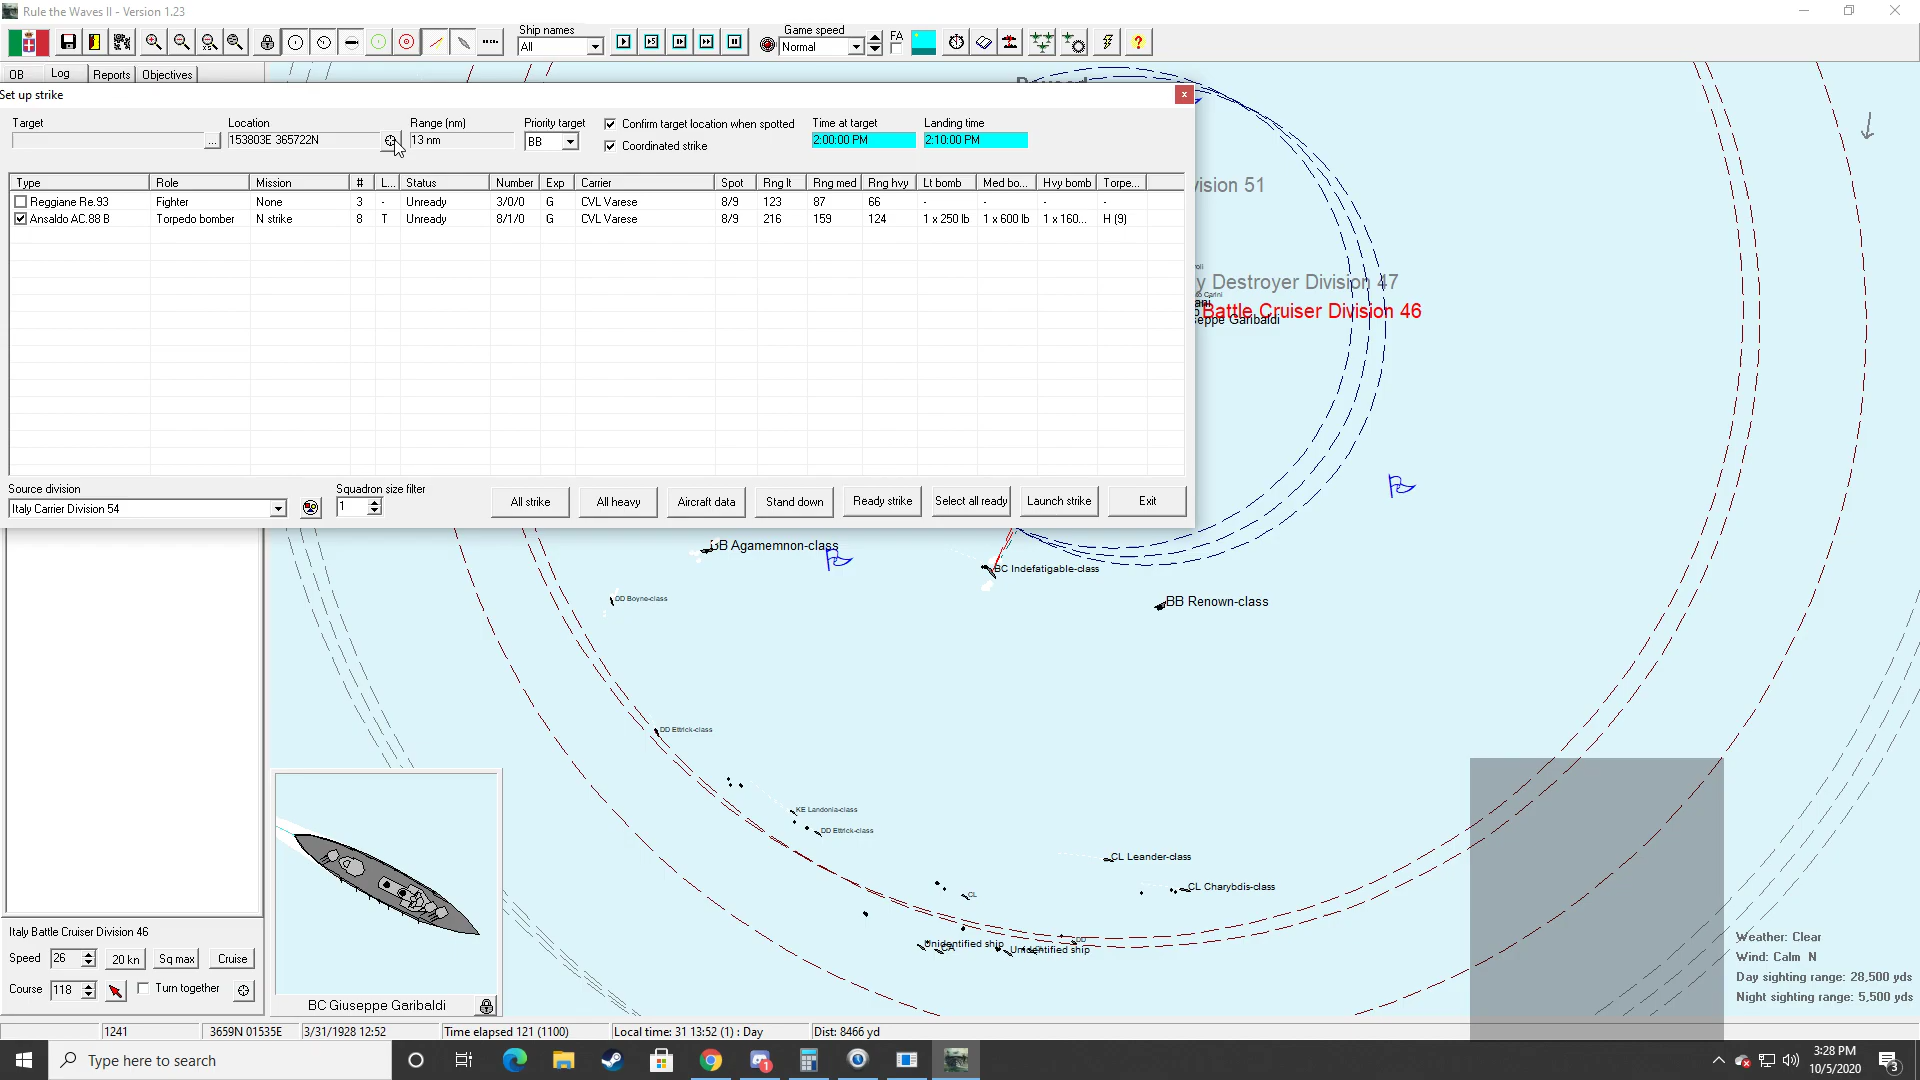 Rule the Waves II - Version 1.23
Ship names
All
Game speed
Normal
FA
OB
Log
Reports
Objectives
Set up strike
Target
...
Location
153803E 365722N
Range (nm)
13 nm
Priority target
BB
Confirm target location when spotted
Coordinated strike
Time at target
2:00:00 PM
Landing time
2:10:00 PM
Type Role Mission # L... Status Number Exp Carrier Spot Rng lt Rng med Rng hvy Lt bomb Med bo... Hvy bomb Torpe...
Reggiane Re.93 Fighter None 3 - Unready 3/0/0 G CVL Varese 8/9 123 87 66 - - - -
Ansaldo AC.88 B Torpedo bomber N strike 8 T Unready 8/1/0 G CVL Varese 8/9 216 159 124 1 x 250 lb 1 x 600 lb 1 x 160... H (9)
Source division
Italy Carrier Division 54
Squadron size filter
1
All strike
All heavy
Aircraft data
Stand down
Ready strike
Select all ready
Launch strike
Exit
ision 51
y Destroyer Division 47
Battle Cruiser Division 46
eppe Garibaldi
BB Agamemnon-class
BC Indefatigable-class
DD Boyne-class
BB Renown-class
DD Ettrick-class
KE Landonia-class
DD Ettrick-class
CL Leander-class
CL Charybdis-class
CL
Unidentified ship
CA
Unidentified ship
DD
Weather: Clear
Wind: Calm N
Day sighting range: 28,500 yds
Night sighting range: 5,500 yds
Italy Battle Cruiser Division 46
Speed 26 20 kn Sq max Cruise
Course 118 Turn together
BC Giuseppe Garibaldi
1241 3659N 01535E 3/31/1928 12:52 Time elapsed 121 (1100) Local time: 31 13:52 (1) : Day Dist: 8466 yd
Type here to search
1
3:28 PM
10/5/2020
3